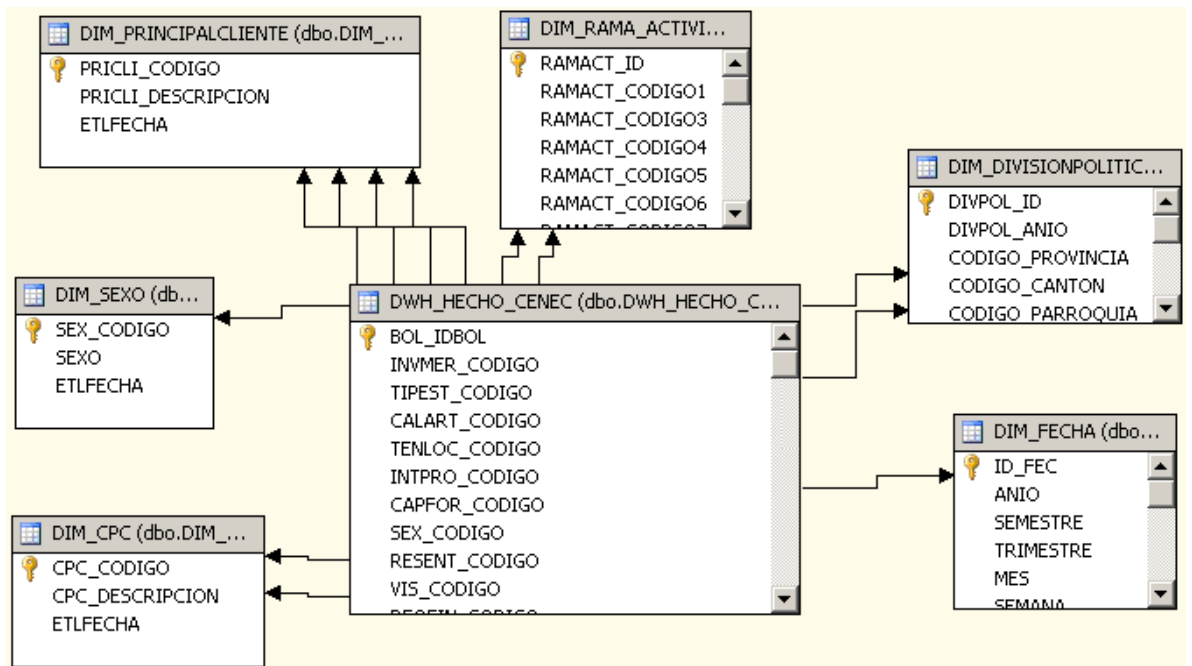 DIM_PRINCIPALCLIENTE (dbo.DIM_...
PRICLI_CODIGO
PRICLI_DESCRIPCION
ETLFECHA
DIM_RAMA_ACTIVI...
RAMACT_ID
RAMACT_CODIGO1
RAMACT_CODIGO3
RAMACT_CODIGO4
RAMACT_CODIGO5
RAMACT_CODIGO6
DIM_DIVISIONPOLITIC...
DIVPOL_ID
DIVPOL_ANIO
CODIGO_PROVINCIA
CODIGO_CANTON
CODIGO_PARROQUIA
DIM_SEXO (db...
SEX_CODIGO
SEXO
ETLFECHA
DWH_HECHO_CENEC (dbo.DWH_HECHO_C...
BOL_IDBOL
INVMER_CODIGO
TIPEST_CODIGO
CALART_CODIGO
TENLOC_CODIGO
INTPRO_CODIGO
CAPFOR_CODIGO
SEX_CODIGO
RESENT_CODIGO
VIS_CODIGO
DIM_FECHA (dbo...
ID_FEC
ANIO
SEMESTRE
TRIMESTRE
MES
SEMANA
DIM_CPC (dbo.DIM_...
CPC_CODIGO
CPC_DESCRIPCION
ETLFECHA